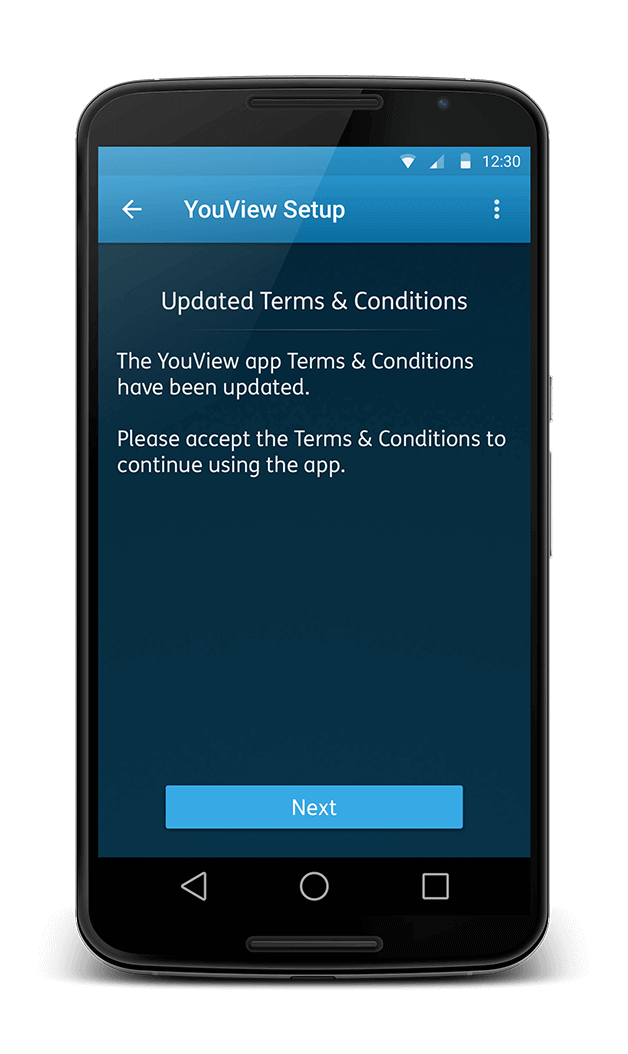 12:30
YouView Setup
Updated Terms & Conditions
The YouView app Terms & Conditions
have been updated.
Please accept the Terms & Conditions to
continue using the app.
Next